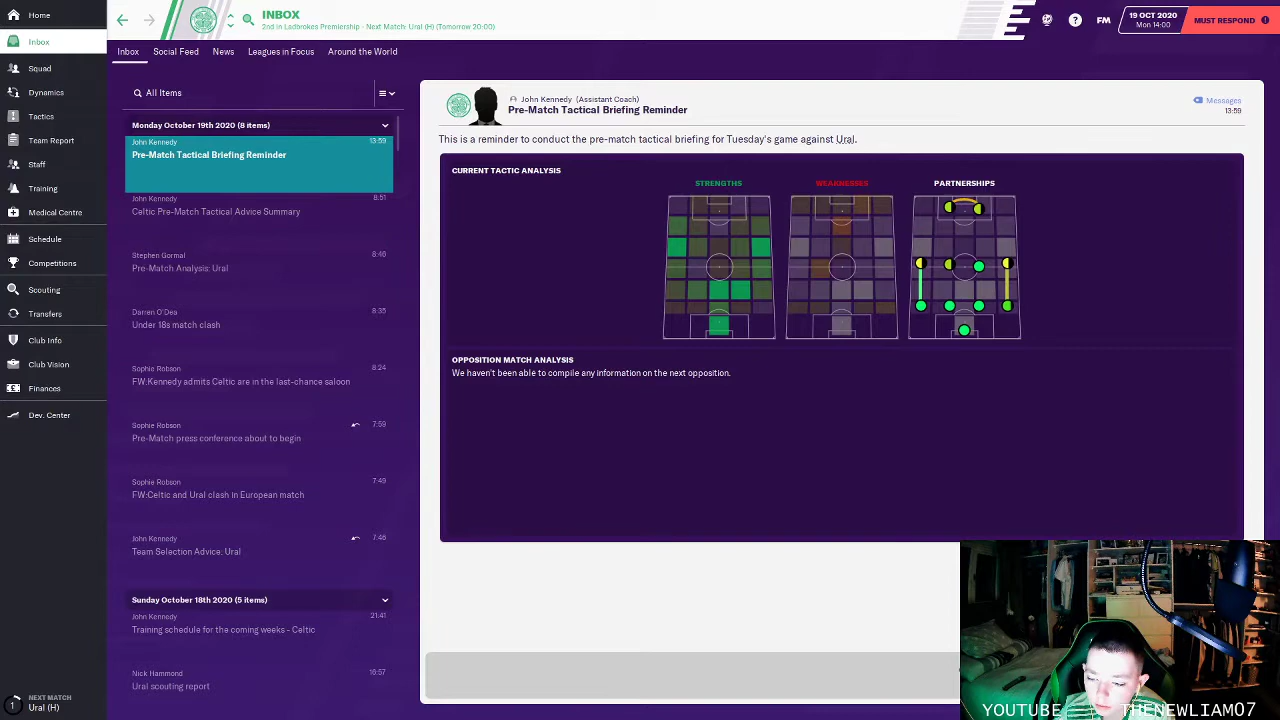 INBOX
2nd in Ladbrokes Premiership - Next Match: Ural (H) (Tomorrow 20:00)
?
FM
19 OCT 2020
Mon 14:00
MUST RESPOND
Inbox
Social Feed
News
Leagues in Focus
Around the World
Home
Inbox
Squad
Dynamics
Tactics
Team Report
Staff
Training
Medical Centre
Schedule
Competitions
Scouting
Transfers
Club Info
Club Vision
Finances
Dev. Center
1
NEXT MATCH
Ural (H)
All Items
Monday October 19th 2020 (8 items)
John Kennedy 13:59
Pre-Match Tactical Briefing Reminder
John Kennedy 8:51
Celtic Pre-Match Tactical Advice Summary
Stephen Gormal 8:46
Pre-Match Analysis: Ural
Darren O'Dea 8:35
Under 18s match clash
Sophie Robson 8:24
FW:Kennedy admits Celtic are in the last-chance saloon
Sophie Robson 7:59
Pre-Match press conference about to begin
Sophie Robson 7:49
FW:Celtic and Ural clash in European match
John Kennedy 7:46
Team Selection Advice: Ural
Sunday October 18th 2020 (5 items)
John Kennedy 21:41
Training schedule for the coming weeks - Celtic
Nick Hammond 16:57
Ural scouting report
John Kennedy (Assistant Coach)
Pre-Match Tactical Briefing Reminder
Messages
13:59
This is a reminder to conduct the pre-match tactical briefing for Tuesday's game against Ural.
CURRENT TACTIC ANALYSIS
STRENGTHS
WEAKNESSES
PARTNERSHIPS
OPPOSITION MATCH ANALYSIS
We haven't been able to compile any information on the next opposition.
YOUTUBE THENEWLIAM07